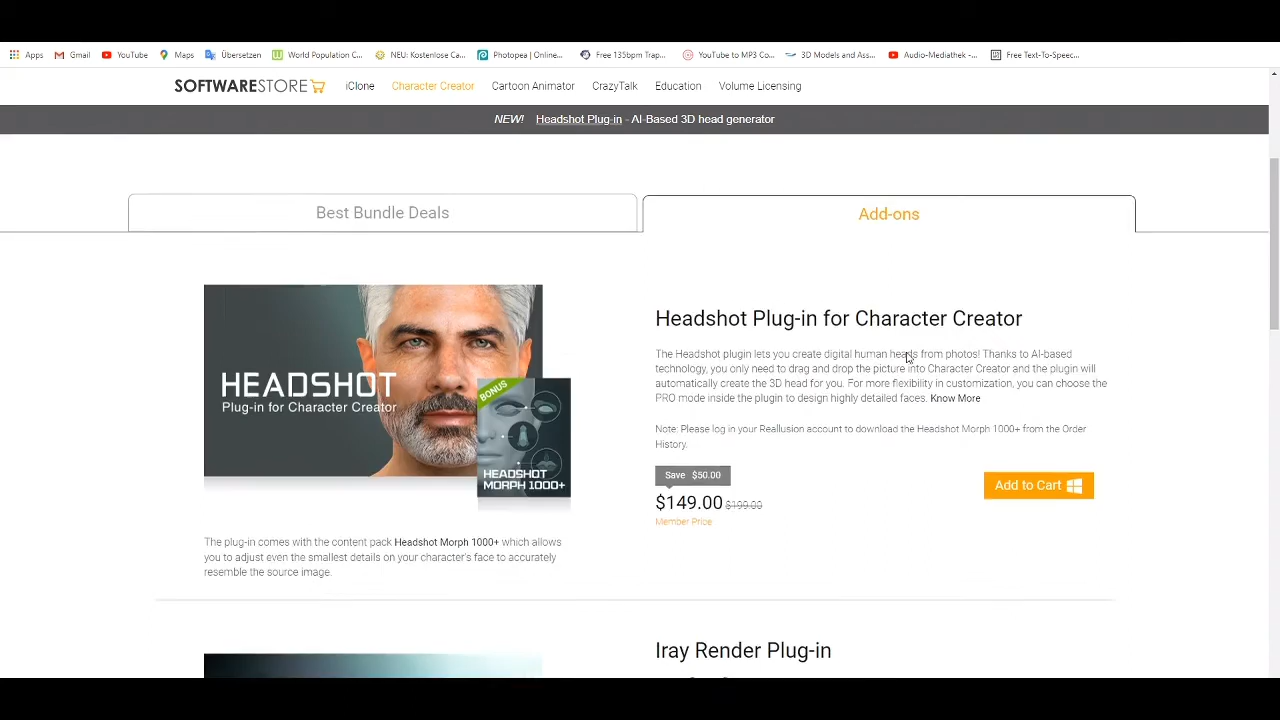 Apps Gmail YouTube Maps Übersetzen World Population C... NEU: Kostenlose Ca... Photopea | Online... Free 135bpm Trap... YouTube to MP3 Co... 3D Models and Ass... Audio-Mediathek -... Free Text-To-Speec...
SOFTWARESTORE iClone Character Creator Cartoon Animator CrazyTalk Education Volume Licensing
NEW! Headshot Plug-in - AI-Based 3D head generator
Best Bundle Deals
Add-ons
HEADSHOT
Plug-in for Character Creator
BONUS
HEADSHOT
MORPH 1000+
The plug-in comes with the content pack Headshot Morph 1000+ which allows
you to adjust even the smallest details on your character's face to accurately
resemble the source image.
Headshot Plug-in for Character Creator
The Headshot plugin lets you create digital human heads from photos! Thanks to AI-based
technology, you only need to drag and drop the picture into Character Creator and the plugin will
automatically create the 3D head for you. For more flexibility in customization, you can choose the
PRO mode inside the plugin to design highly detailed faces. Know More
Note: Please log in your Reallusion account to download the Headshot Morph 1000+ from the Order
History.
Save $50.00
$149.00 $199.00
Member Price
Add to Cart
Iray Render Plug-in